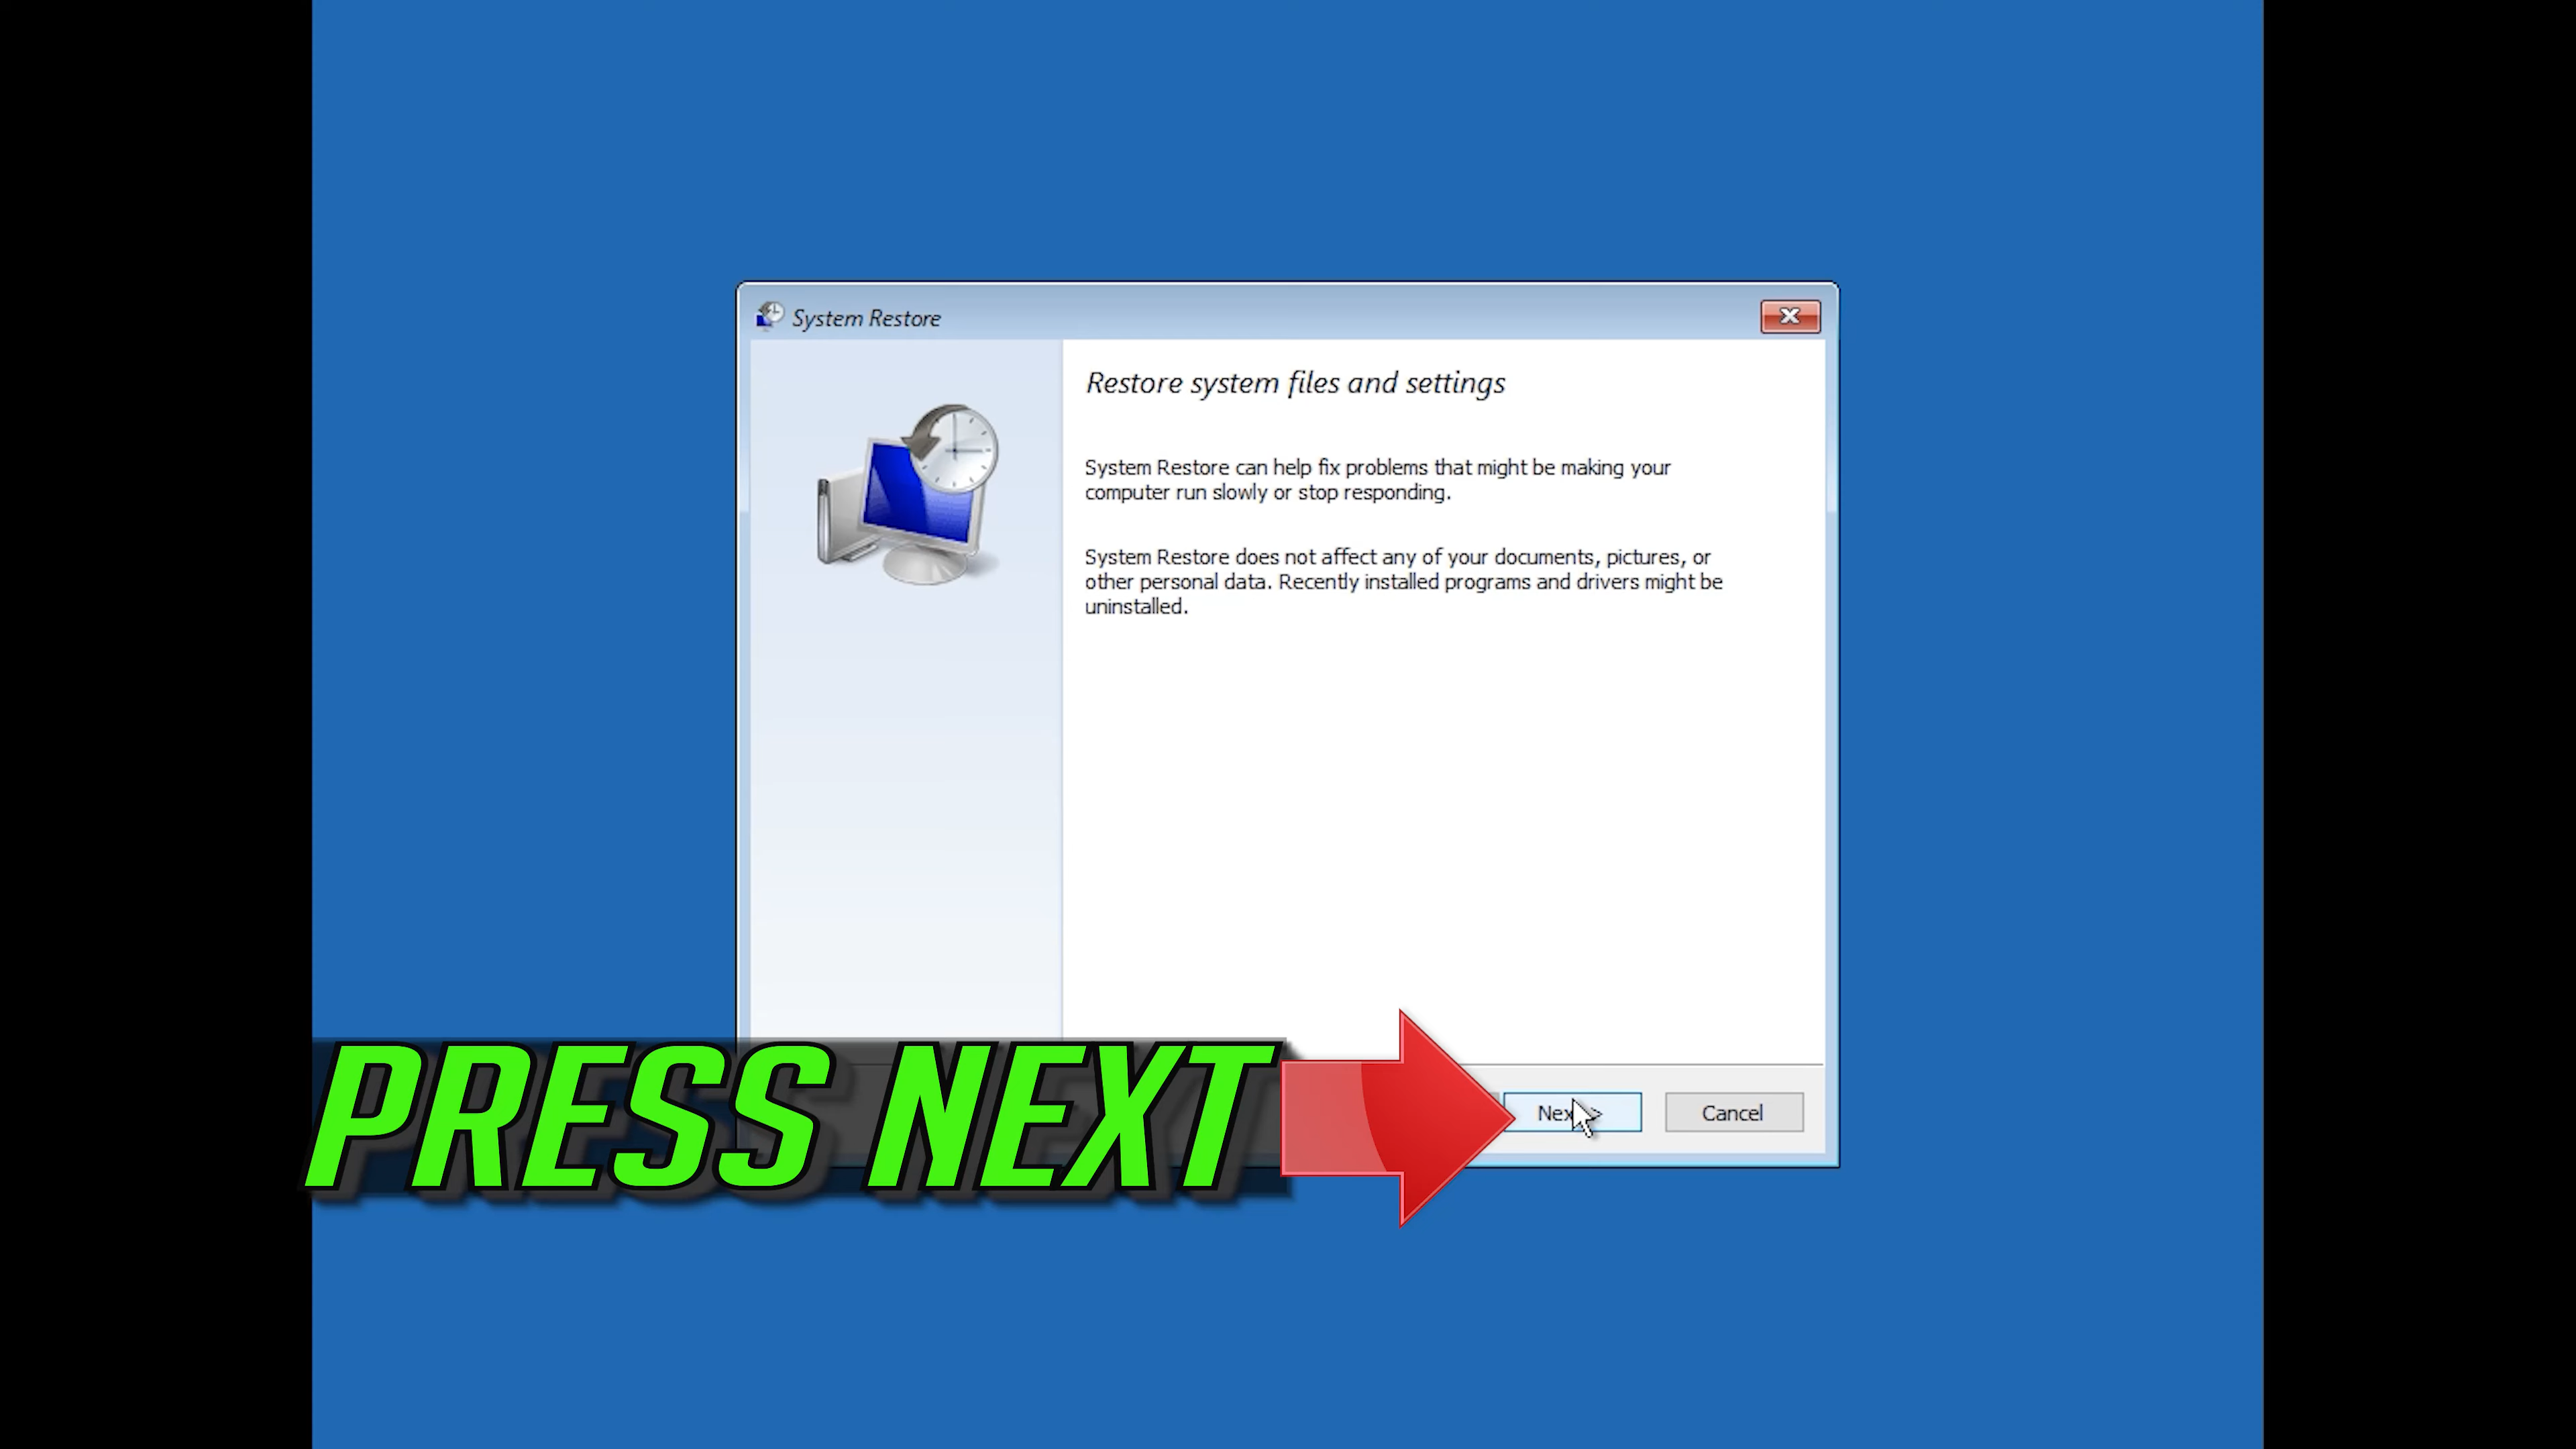 System Restore
Restore system files and settings
System Restore can help fix problems that might be making your
computer run slowly or stop responding.
System Restore does not affect any of your documents, pictures, or
other personal data. Recently installed programs and drivers might be
uninstalled.
PRESS NEXT
Next >
Cancel